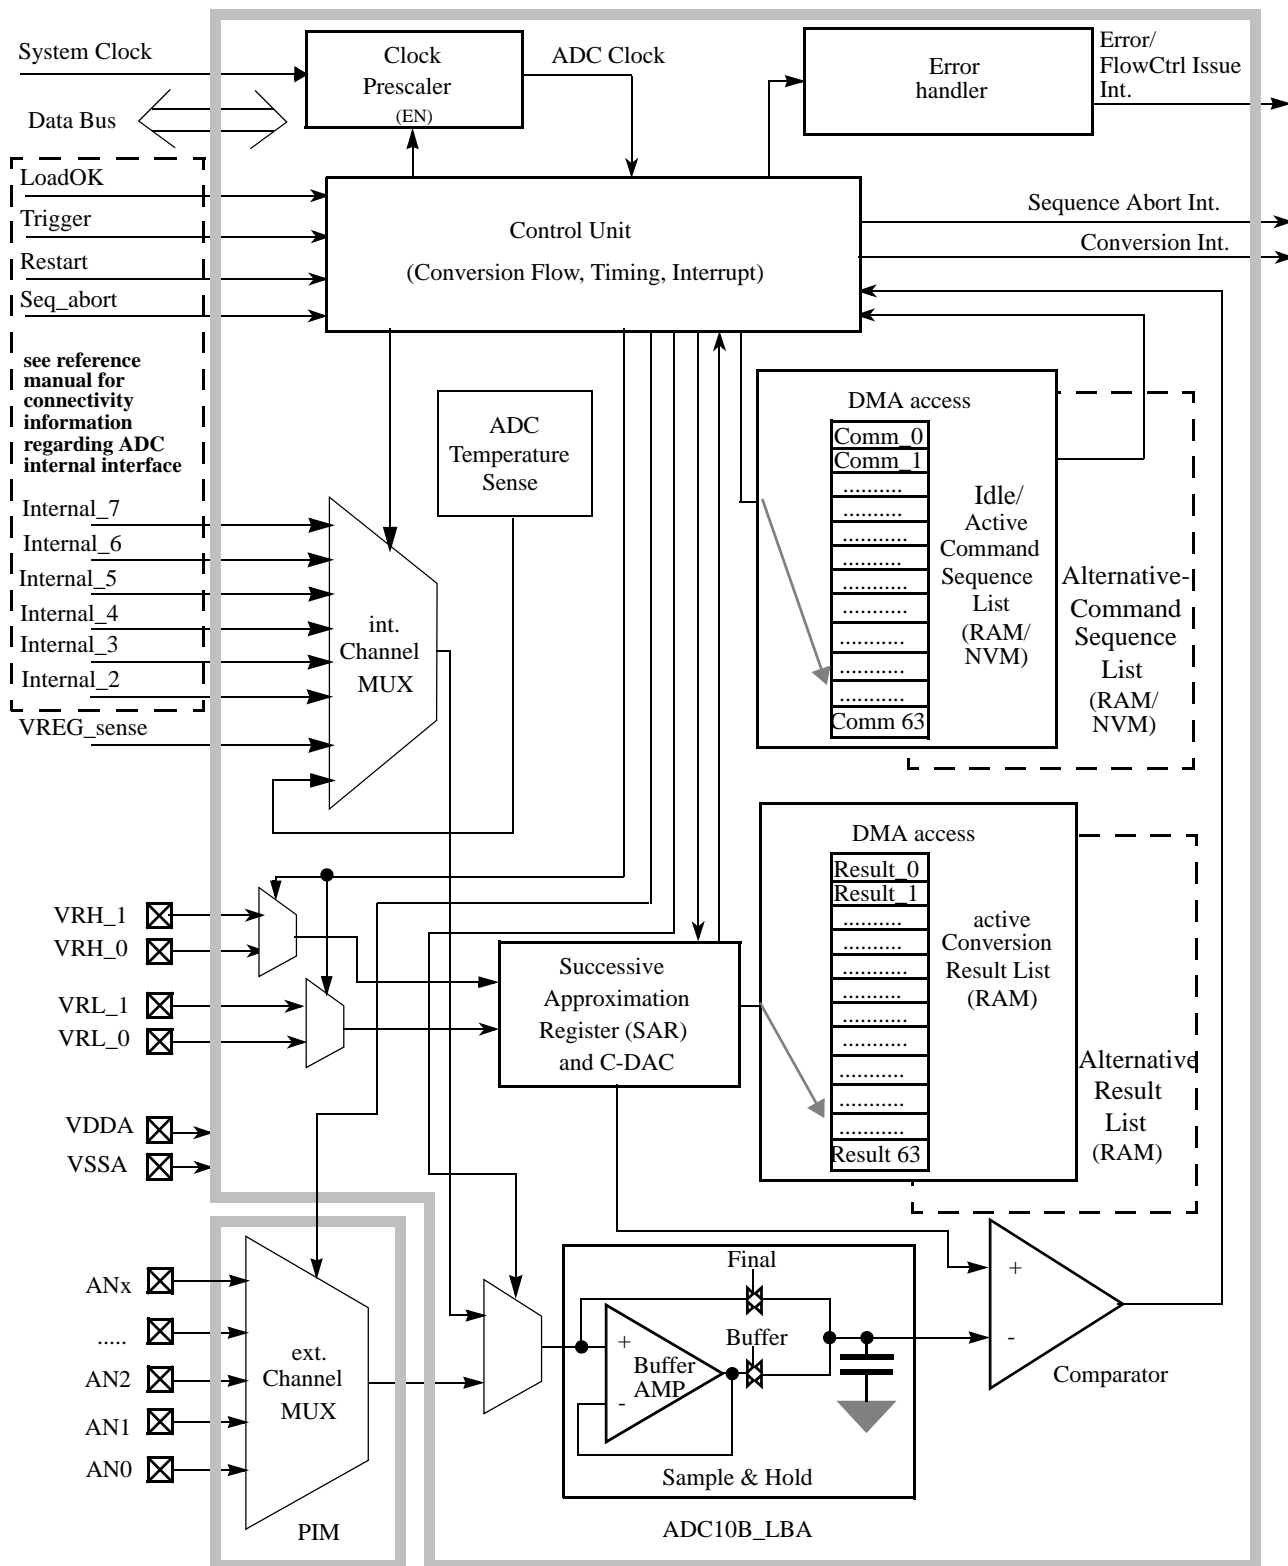 System Clock
Data Bus
Clock
Prescaler
(EN)
ADC Clock
Error
handler
Error/
FlowCtrl Issue
Int.
LoadOK
Trigger
Restart
Seq_abort
Control Unit
(Conversion Flow, Timing, Interrupt)
Sequence Abort Int.
Conversion Int.
see reference
manual for
connectivity
information
regarding ADC
internal interface
Internal_7
Internal_6
Internal_5
Internal_4
Internal_3
Internal_2
VREG_sense
ADC
Temperature
Sense
int.
Channel
MUX
DMA access
Comm_0
Comm_1
..........
..........
...........
..........
..........
..........
...........
...........
...........
Comm 63
Idle/
Active
Command
Sequence
List
(RAM/
NVM)
Alternative-
Command
Sequence
List
(RAM/
NVM)
VRH_1
VRH_0
VRL_1
VRL_0
VDDA
VSSA
Successive
Approximation
Register (SAR)
and C-DAC
DMA access
Result_0
Result_1
..........
..........
...........
...........
..........
..........
...........
...........
...........
Result 63
active
Conversion
Result List
(RAM)
Alternative
Result
List
(RAM)
ANx
.....
AN2
AN1
AN0
ext.
Channel
MUX
PIM
Final
Buffer
+
Buffer
AMP
-
Sample & Hold
+
-
Comparator
ADC10B_LBA